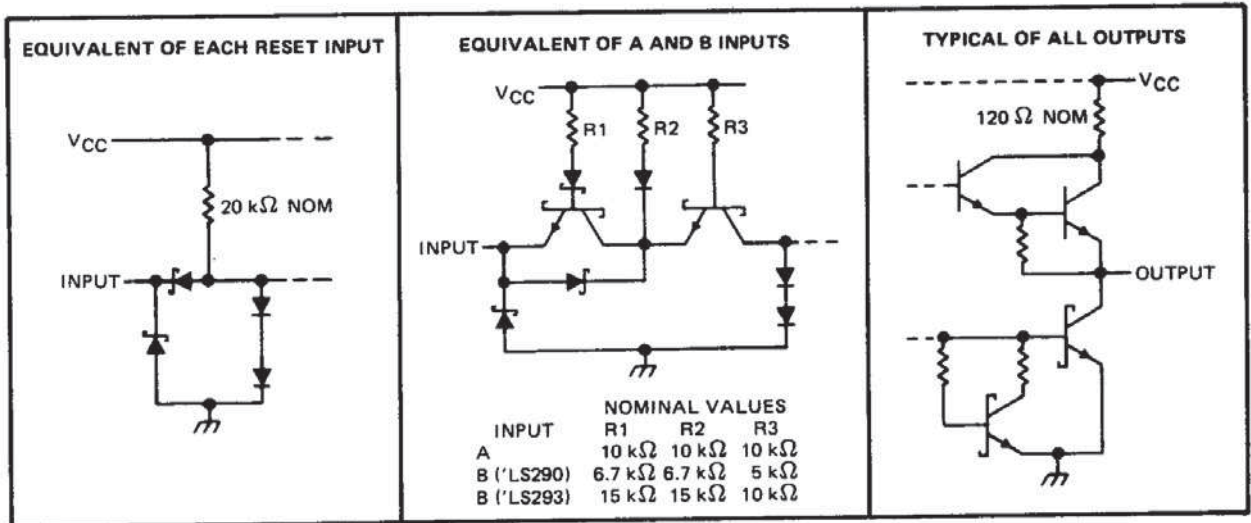 EQUIVALENT OF EACH RESET INPUT
VCC
20 kΩ NOM
INPUT
EQUIVALENT OF A AND B INPUTS
VCC
R1
R2
R3
INPUT
NOMINAL VALUES
INPUT R1 R2 R3
A 10 kΩ 10 kΩ 10 kΩ
B ('LS290) 6.7 kΩ 6.7 kΩ 5 kΩ
B ('LS293) 15 kΩ 15 kΩ 10 kΩ
TYPICAL OF ALL OUTPUTS
VCC
120 Ω NOM
OUTPUT